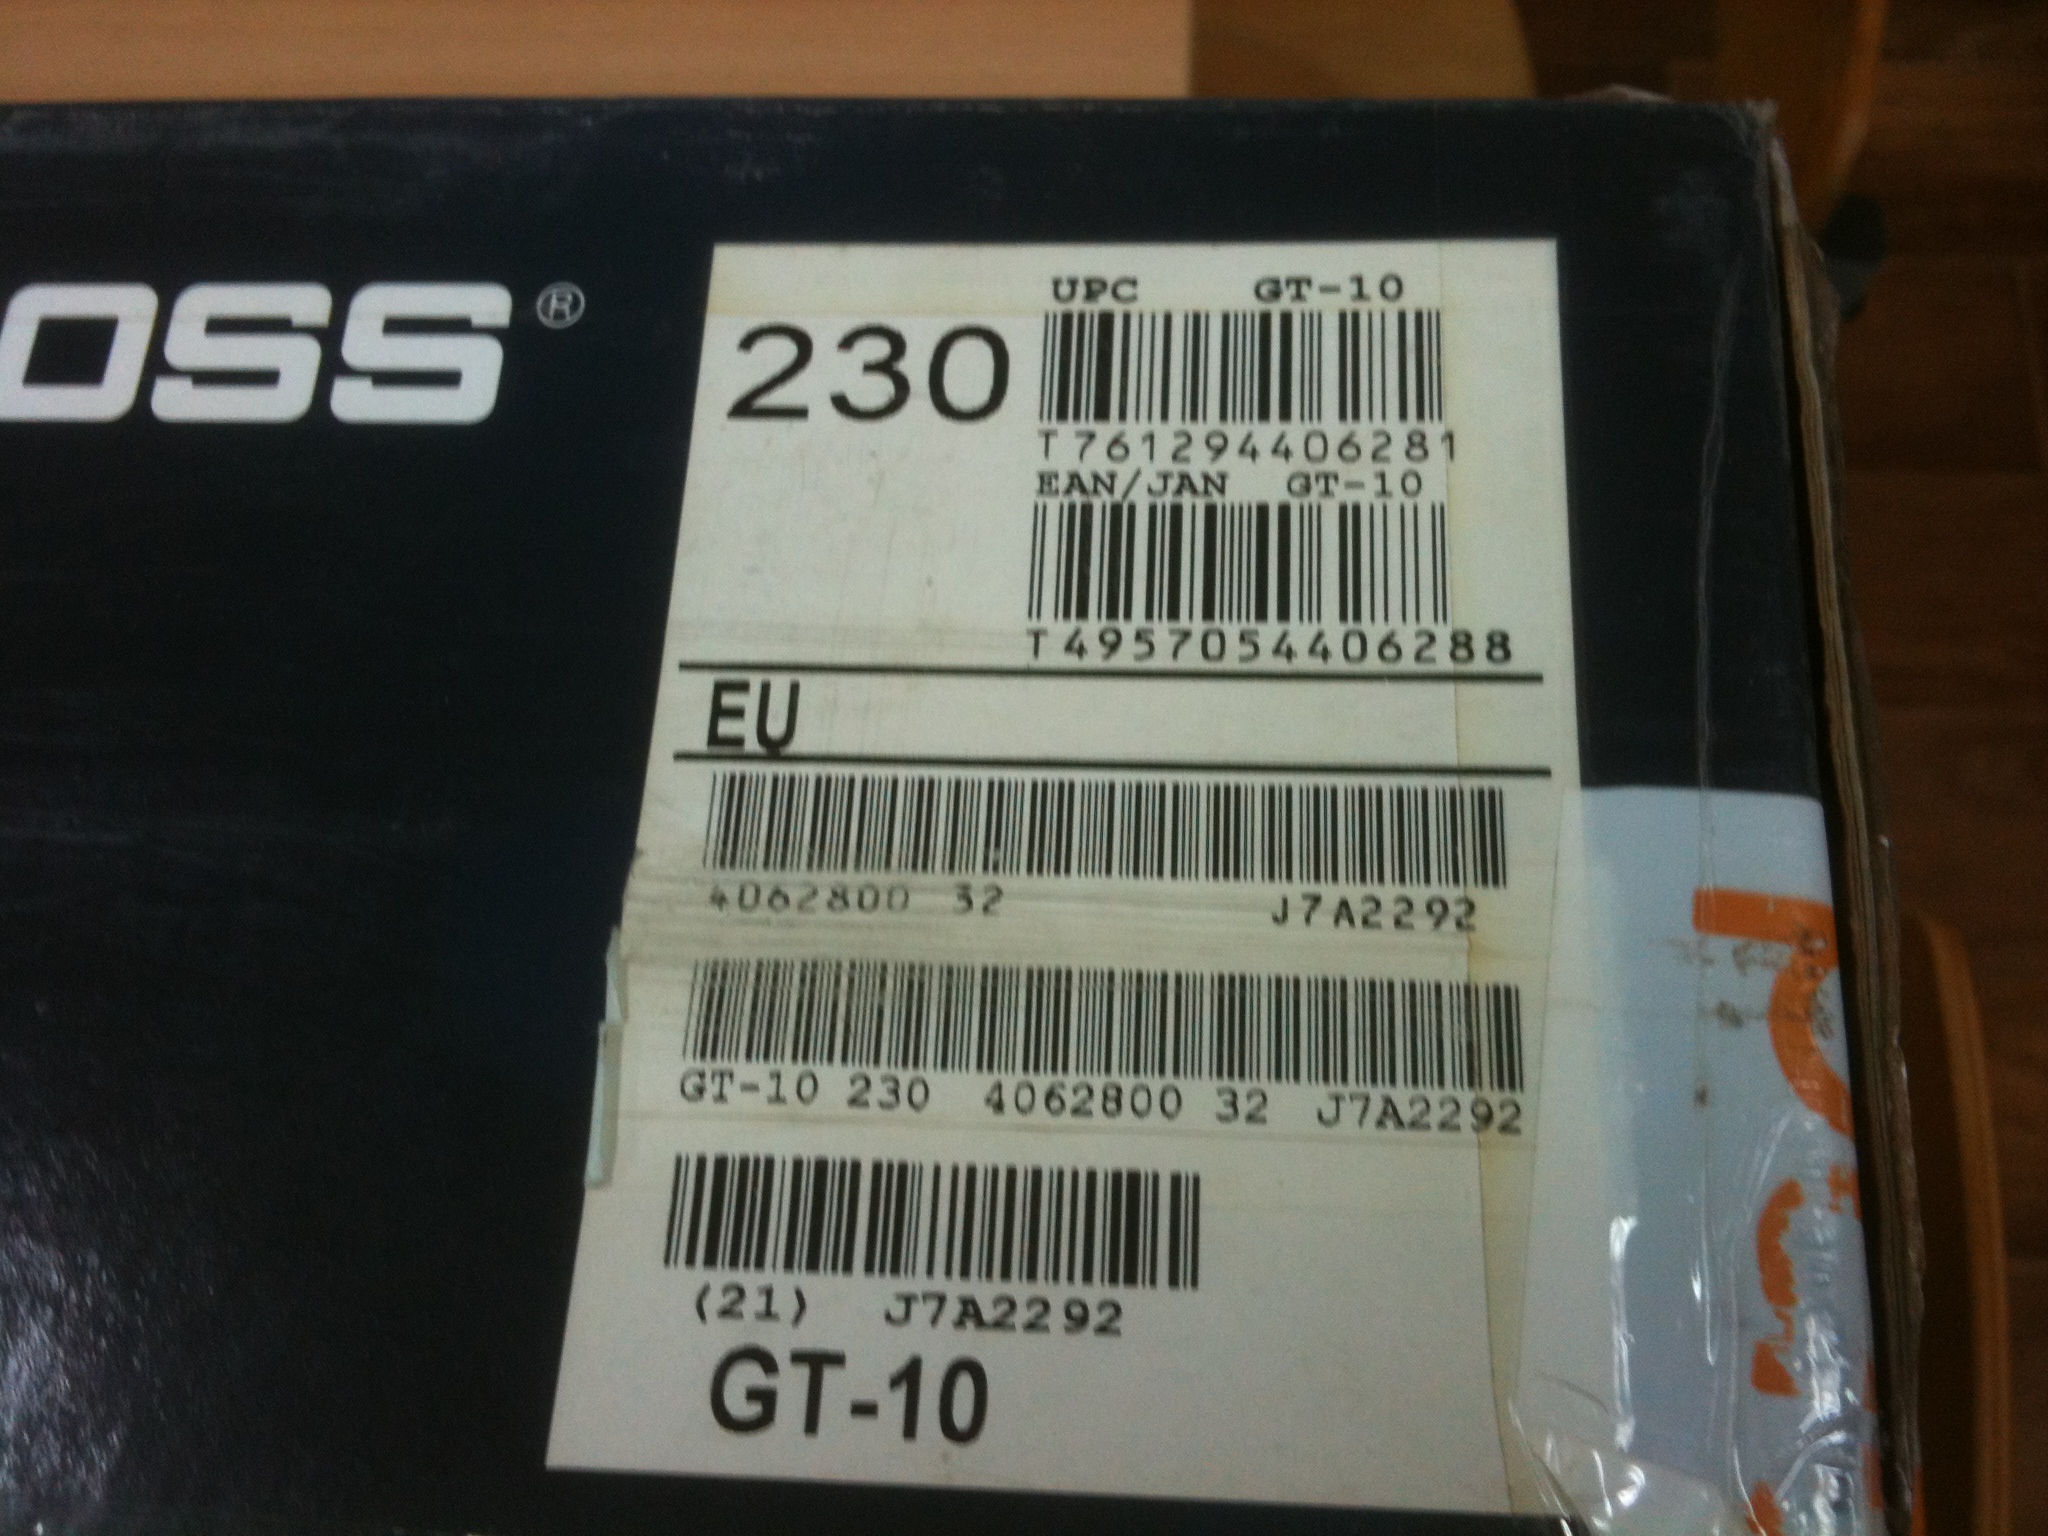 OSS®
UPC GT-10
230
T761294406281
EAN/JAN GT-10
T4957054406288
EU
4062800 32 J7A2292
GT-10 230 4062800 32 J7A2292
(21) J7A2292
GT-10